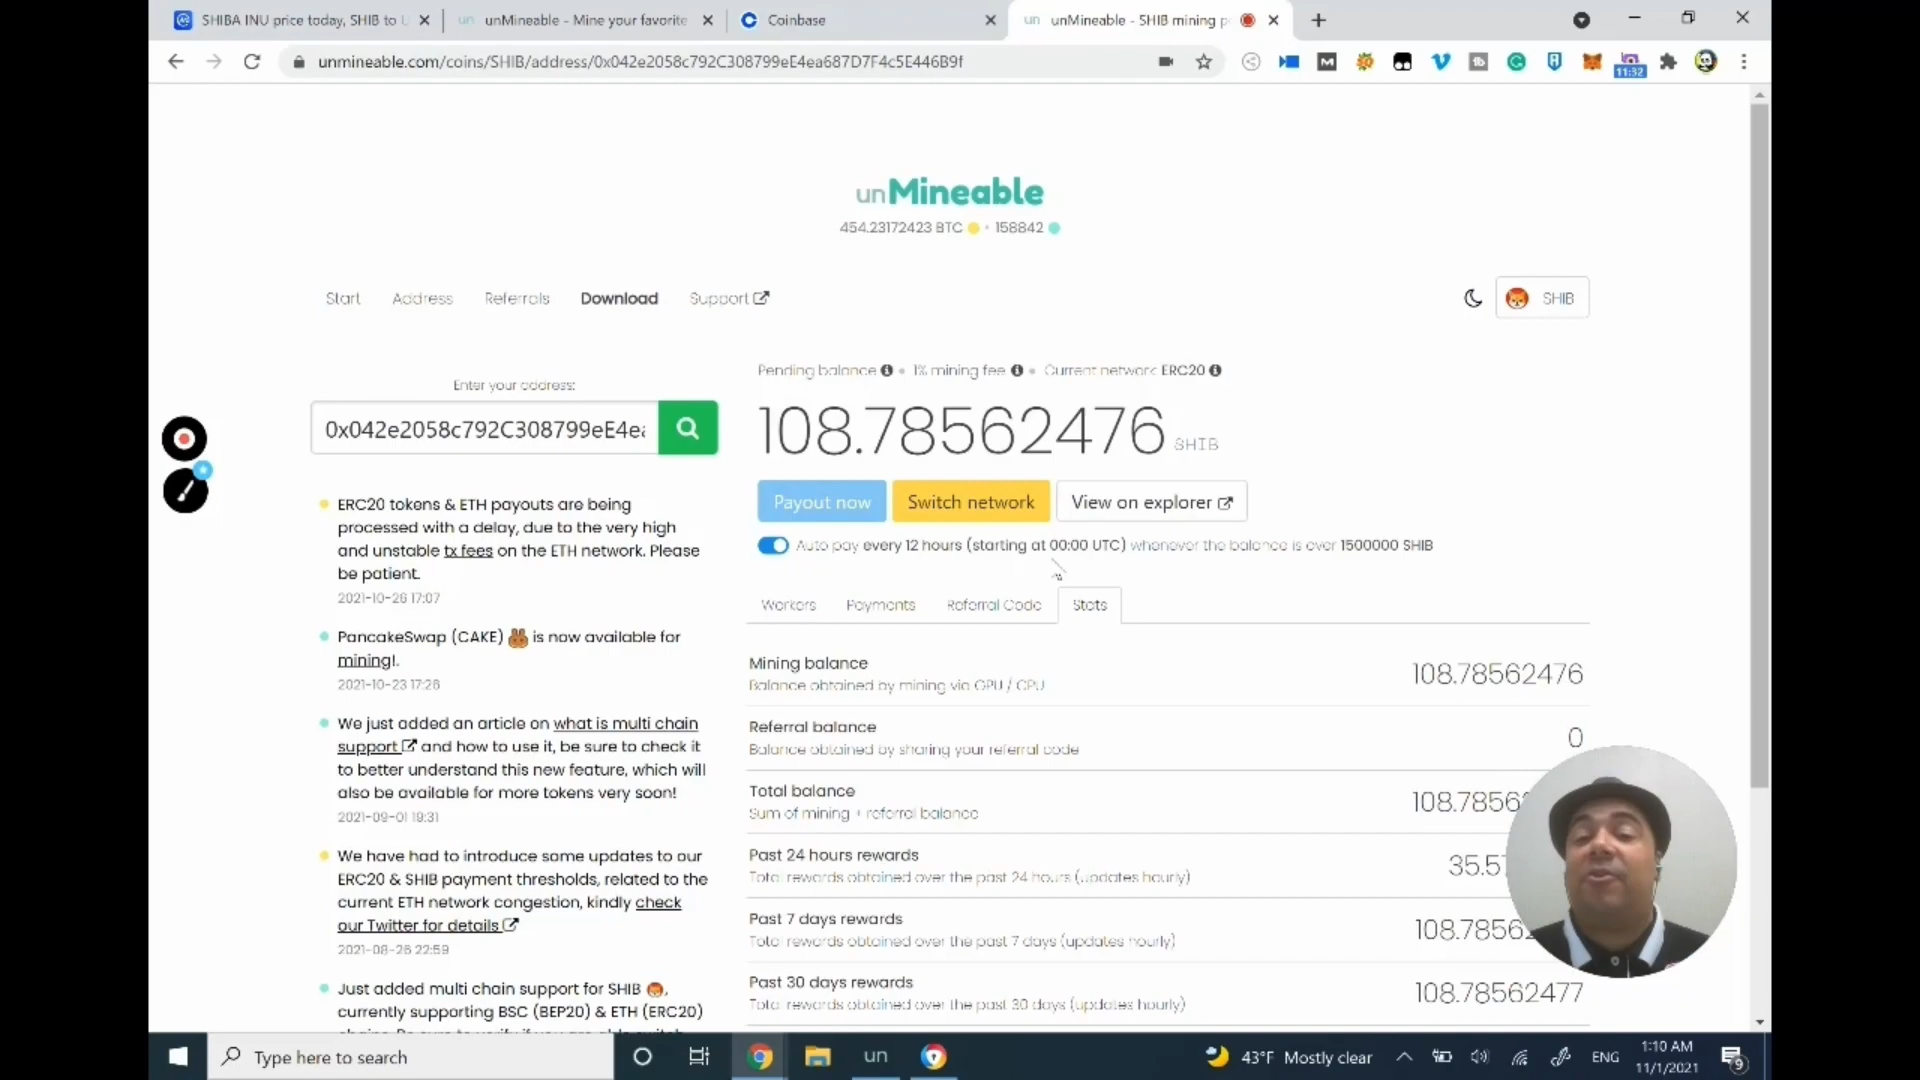 SHIBA INU price today, SHIB to U
unMineable - Mine your favorite
Coinbase
unMineable - SHIB mining p
unmineable.com/coins/SHIB/address/0x042e2058c792C308799eE4ea687D7F4c5E446B9f
11:32
unMineable
454.23172423 BTC • 158842
Start
Address
Referrals
Download
Support
SHIB
Enter your address:
0x042e2058c792C308799eE4e
ERC20 tokens & ETH payouts are being
processed with a delay, due to the very high
and unstable tx fees on the ETH network. Please
be patient.
2021-10-26 17:07
PancakeSwap (CAKE) is now available for
mining!.
2021-10-23 17:26
We just added an article on what is multi chain
support and how to use it, be sure to check it
to better understand this new feature, which will
also be available for more tokens very soon!
2021-09-01 19:31
We have had to introduce some updates to our
ERC20 & SHIB payment thresholds, related to the
current ETH network congestion, kindly check
our Twitter for details
2021-08-26 22:59
Just added multi chain support for SHIB ,
currently supporting BSC (BEP20) & ETH (ERC20)
Pending balance • 1% mining fee • Current network ERC20
108.78562476 SHIB
Payout now
Switch network
View on explorer
Auto pay every 12 hours (starting at 00:00 UTC) whenever the balance is over 1500000 SHIB
Workers
Payments
Referral Code
Stats
Mining balance
Balance obtained by mining via GPU / CPU
108.78562476
Referral balance
Balance obtained by sharing your referral code
0
Total balance
Sum of mining + referral balance
108.7856
Past 24 hours rewards
Total rewards obtained over the past 24 hours (updates hourly)
35.5
Past 7 days rewards
Total rewards obtained over the past 7 days (updates hourly)
108.7856
Past 30 days rewards
Total rewards obtained over the past 30 days (updates hourly)
108.78562477
Type here to search
un
43°F Mostly clear
ENG
1:10 AM
11/1/2021
9